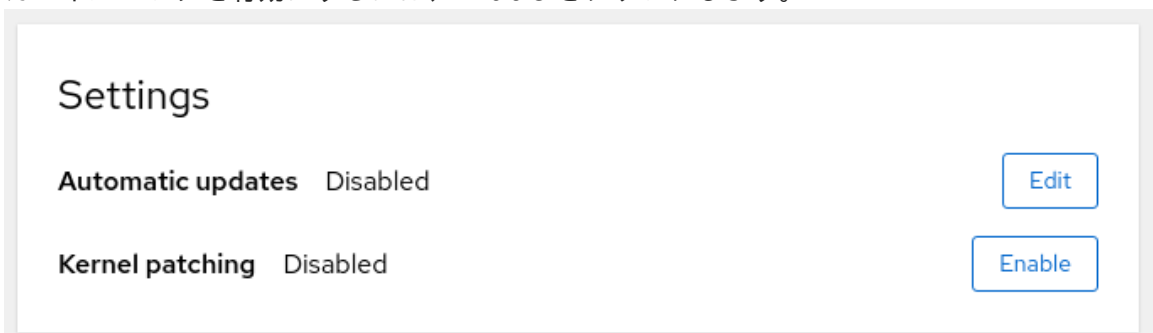 Settings
Automatic updates Disabled
Edit
Kernel patching Disabled
Enable